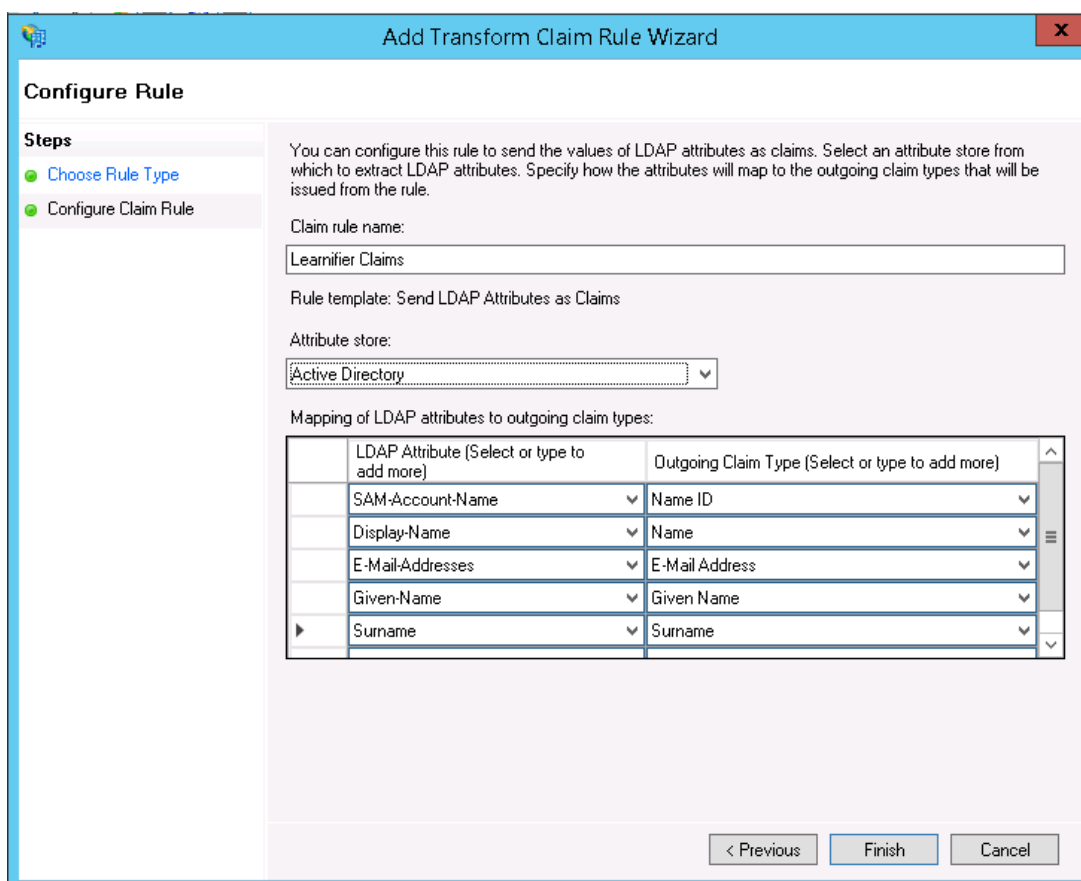 Add Transform Claim Rule Wizard
x
Configure Rule
Steps
Choose Rule Type
Configure Claim Rule
You can configure this rule to send the values of LDAP attributes as claims. Select an attribute store from
which to extract LDAP attributes. Specify how the attributes will map to the outgoing claim types that will be
issued from the rule.
Claim rule name:
Learnifier Claims
Rule template: Send LDAP Attributes as Claims
Attribute store:
Active Directory
Mapping of LDAP attributes to outgoing claim types:
LDAP Attribute (Select or type to
add more)
Outgoing Claim Type (Select or type to add more)
SAM-Account-Name Name ID
Display-Name Name
E-Mail-Addresses E-Mail Address
Given-Name Given Name
Surname Surname
< Previous Finish Cancel